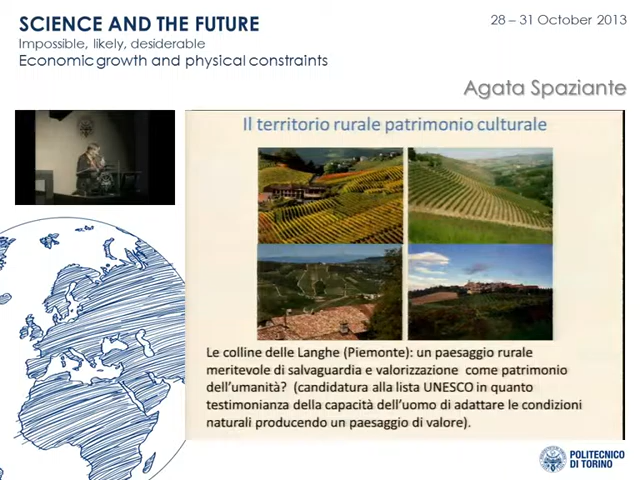 SCIENCE AND THE FUTURE
28 – 31 October 2013
Impossible, likely, desiderable
Economic growth and physical constraints
Agata Spaziante
Il territorio rurale patrimonio culturale
Le colline delle Langhe (Piemonte): un paesaggio rurale
meritevole di salvaguardia e valorizzazione come patrimonio
dell'umanità? (candidatura alla lista UNESCO in quanto
testimonianza della capacità dell'uomo di adattare le condizioni
naturali producendo un paesaggio di valore).
POLITECNICO
DI TORINO